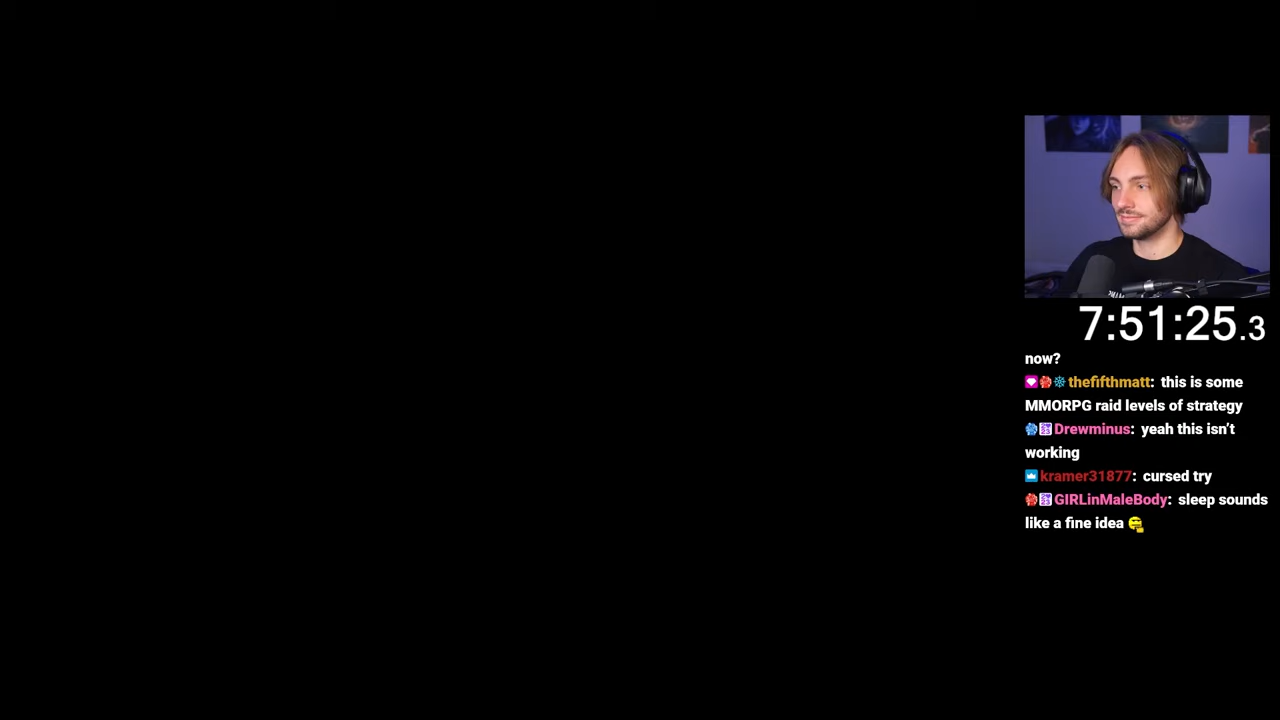 7:51:25.3
now?
thefifthmatt: this is some
MMORPG raid levels of strategy
Drewminus: yeah this isn't
working
kramer31877: cursed try
GIRLinMaleBody: sleep sounds
like a fine idea